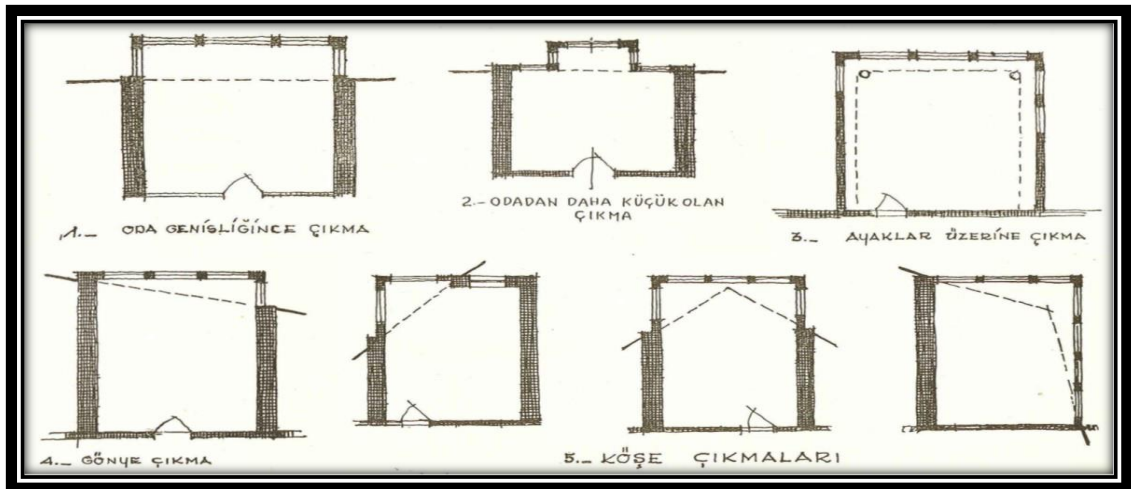 1._ ODA GENİSLİĞİNCE ÇIKMA
2.- ODADAN DAHA KÜÇÜK OLAN
ÇIKMA
3._ AYAKLAR ÜZERİNE ÇIKMA
4._ GÖNYE ÇIKMA
5._ KÖŞE ÇIKMALARI